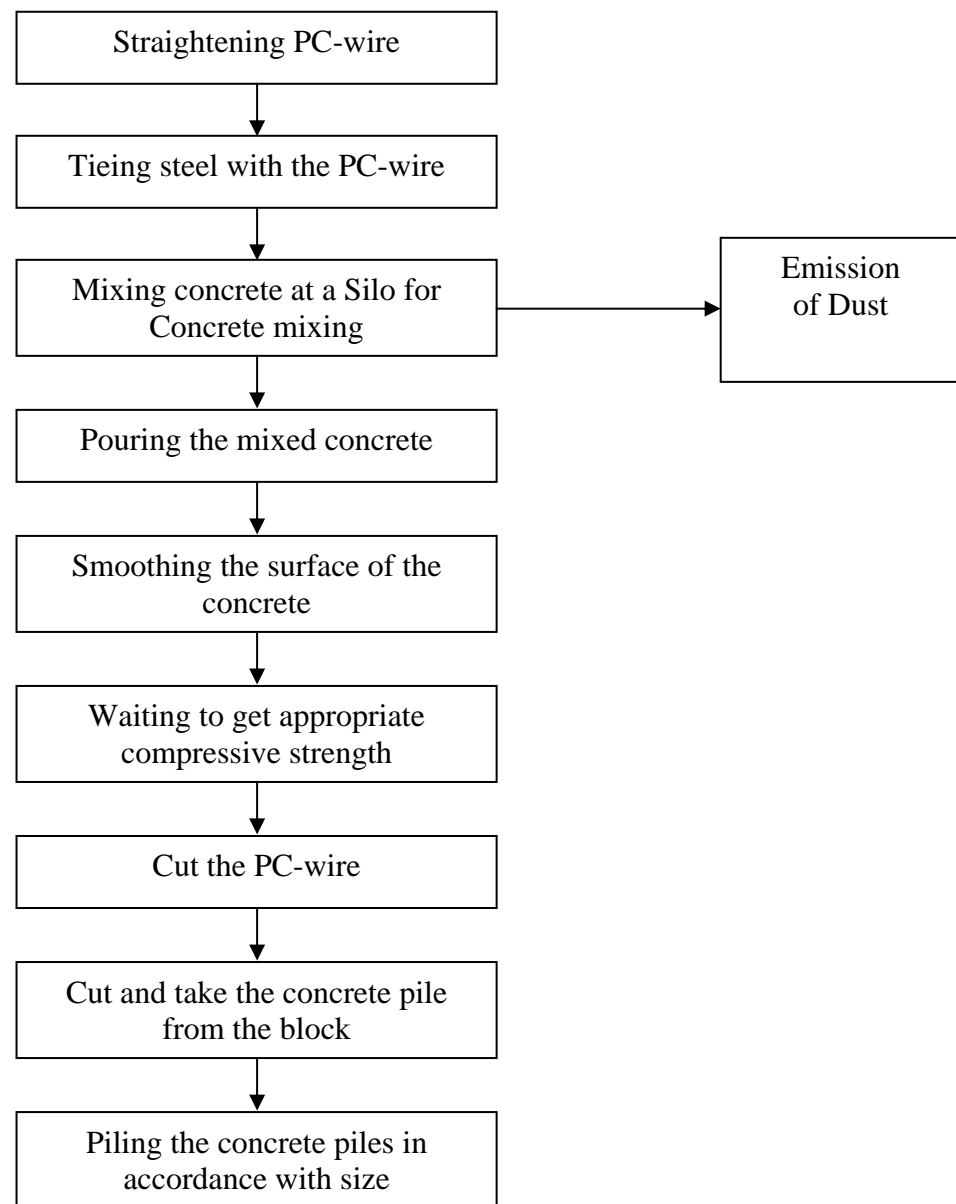 Straightening PC-wire
Tieing steel with the PC-wire
Mixing concrete at a Silo for
Concrete mixing
Emission
of Dust
Pouring the mixed concrete
Smoothing the surface of the
concrete
Waiting to get appropriate
compressive strength
Cut the PC-wire
Cut and take the concrete pile
from the block
Piling the concrete piles in
accordance with size